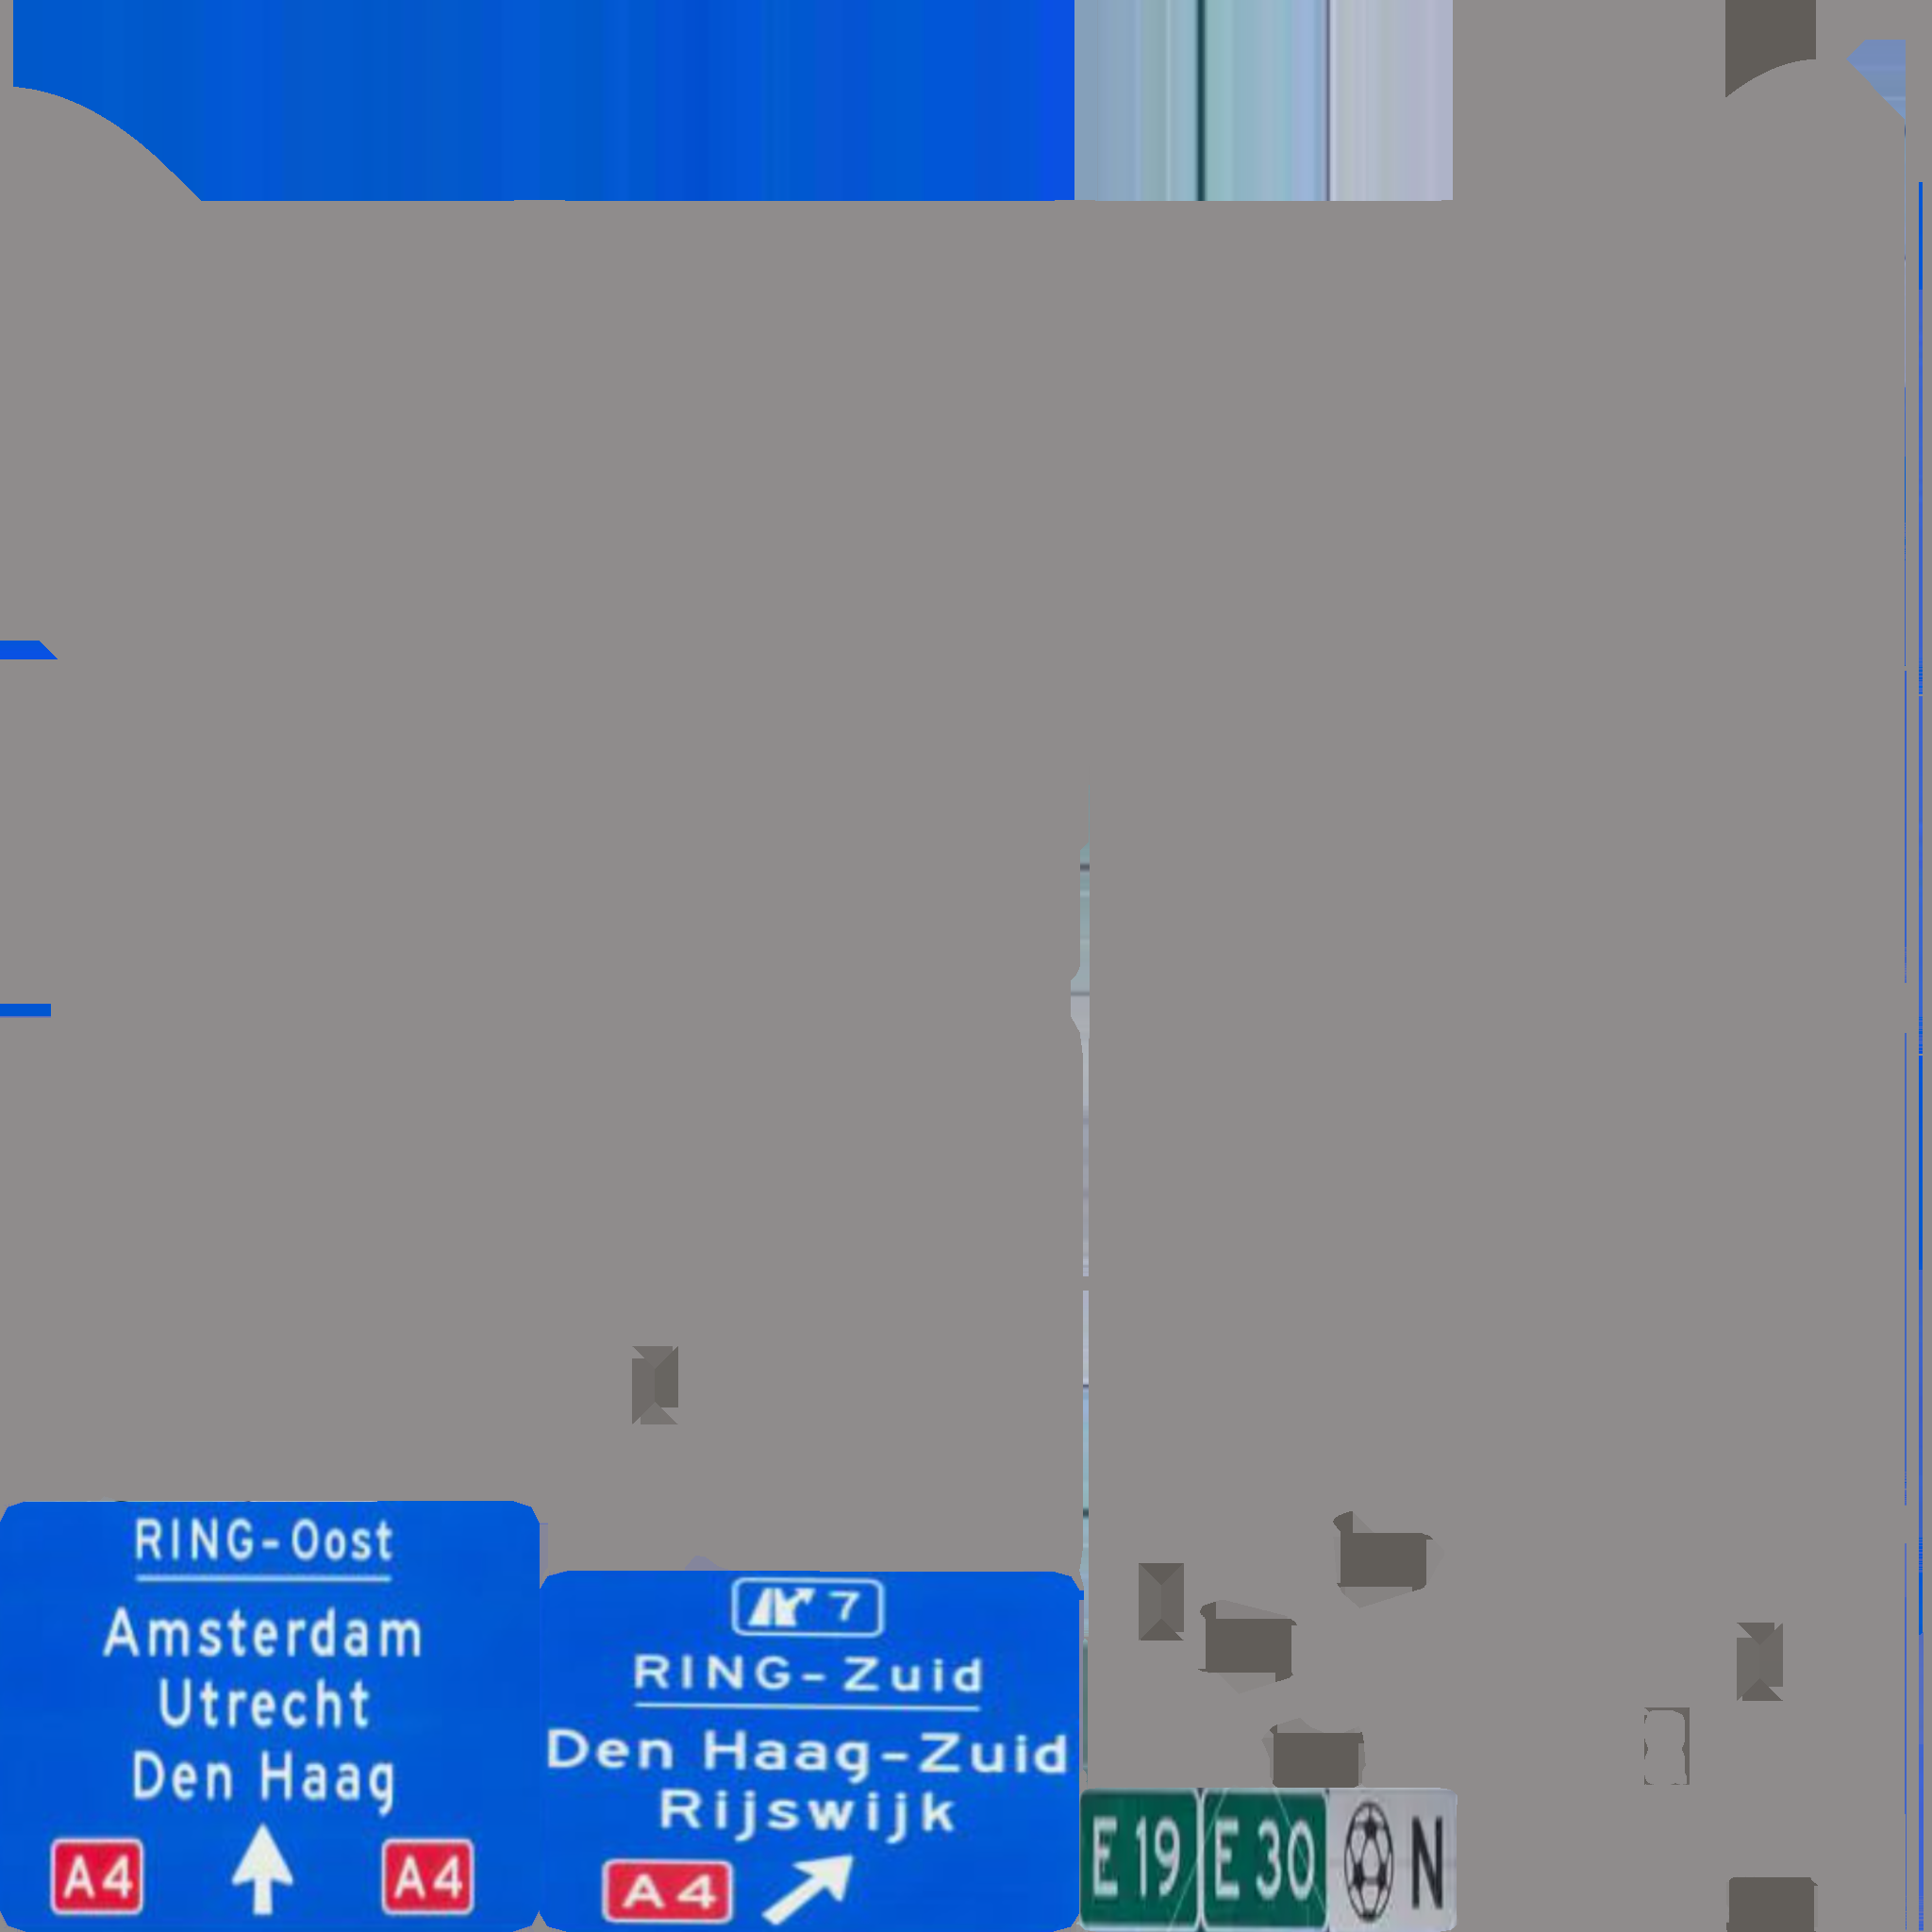 RING-Oost
Amsterdam
Utrecht
Den Haag
A4 A4
7
RING-Zuid
Den Haag-Zuid
Rijswijk
A4
E 19 E 30 N